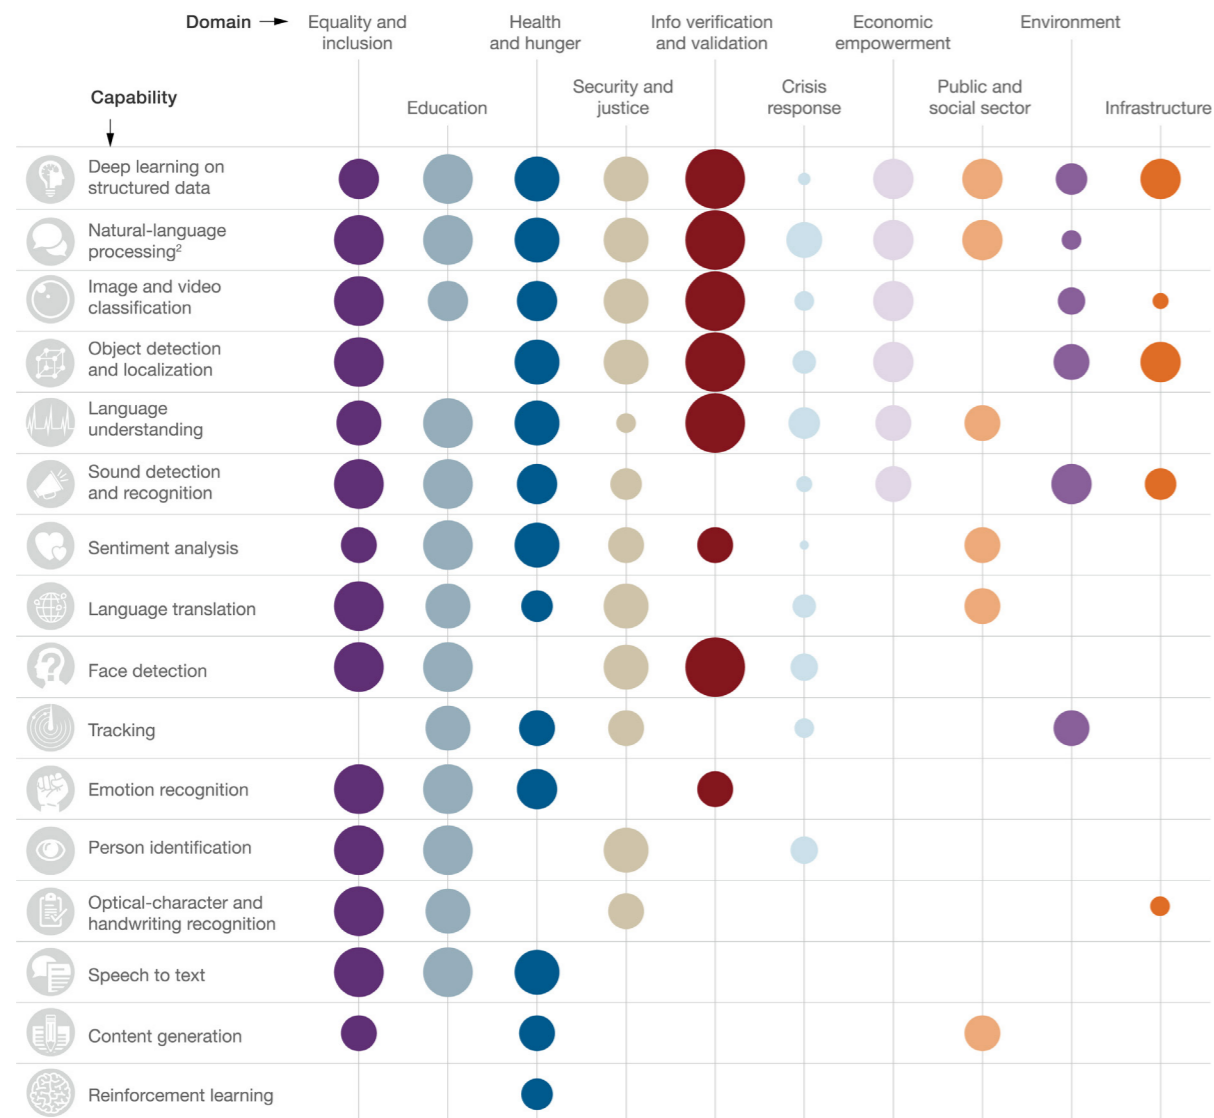 Domain
Equality and
inclusion
Health
and hunger
Info verification
and validation
Economic
empowerment
Environment
Capability
Education
Security and
justice
Crisis
response
Public and
social sector
Infrastructure
Deep learning on
structured data
Natural-language
processing²
Image and video
classification
Object detection
and localization
Language
understanding
Sound detection
and recognition
Sentiment analysis
Language translation
Face detection
Tracking
Emotion recognition
Person identification
Optical-character and
handwriting recognition
Speech to text
Content generation
Reinforcement learning